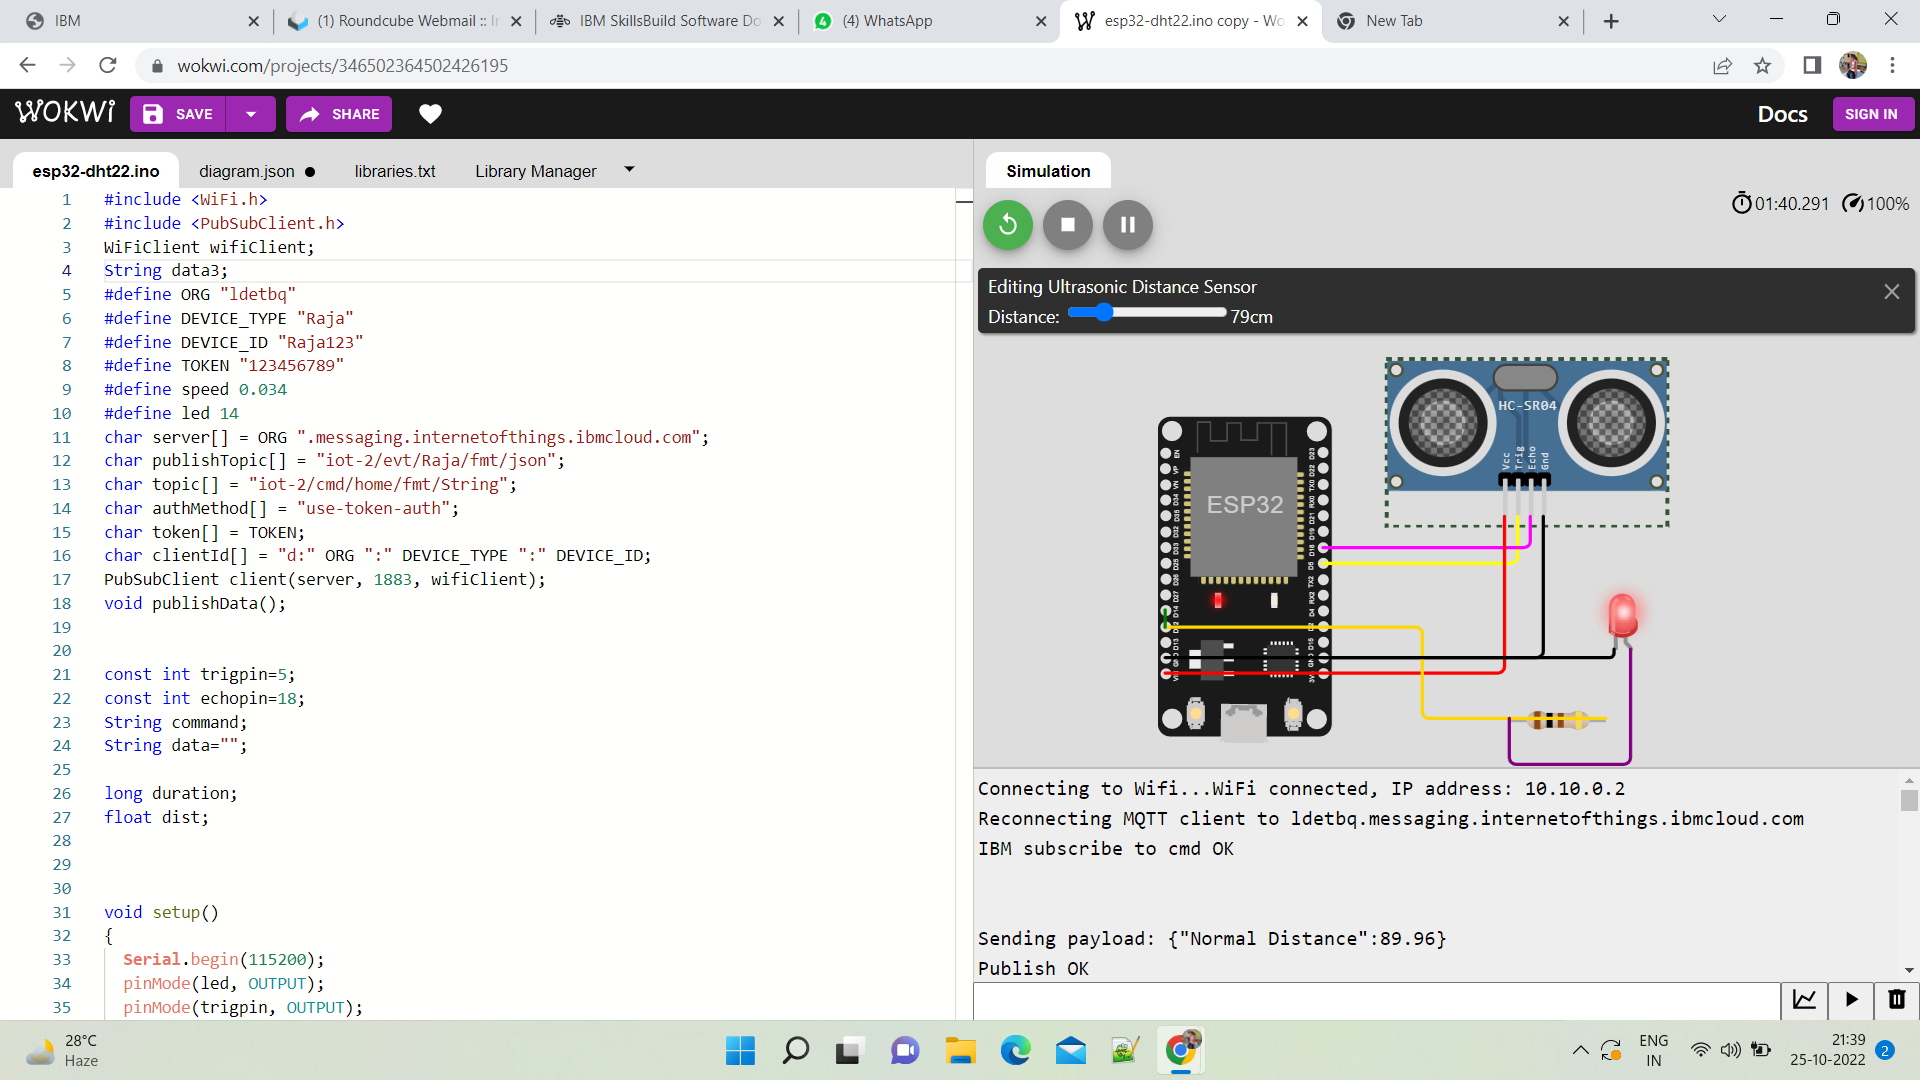 IBM
(1) Roundcube Webmail :: In
IBM SkillsBuild Software Do
(4) WhatsApp
esp32-dht22.ino copy - Wo
New Tab
wokwi.com/projects/346502364502426195
WOKWi
SAVE
SHARE
Docs
SIGN IN
esp32-dht22.ino
diagram.json
libraries.txt
Library Manager
Simulation
1 #include <WiFi.h>
2 #include <PubSubClient.h>
3 WiFiClient wifiClient;
4 String data3;
5 #define ORG "ldetbq"
6 #define DEVICE_TYPE "Raja"
7 #define DEVICE_ID "Raja123"
8 #define TOKEN "123456789"
9 #define speed 0.034
10 #define led 14
11 char server[] = ORG ".messaging.internetofthings.ibmcloud.com";
12 char publishTopic[] = "iot-2/evt/Raja/fmt/json";
13 char topic[] = "iot-2/cmd/home/fmt/String";
14 char authMethod[] = "use-token-auth";
15 char token[] = TOKEN;
16 char clientId[] = "d:" ORG ":" DEVICE_TYPE ":" DEVICE_ID;
17 PubSubClient client(server, 1883, wifiClient);
18 void publishData();
19
20
21 const int trigpin=5;
22 const int echopin=18;
23 String command;
24 String data="";
25
26 long duration;
27 float dist;
28
29
30
31 void setup()
32 {
33 Serial.begin(115200);
34 pinMode(led, OUTPUT);
35 pinMode(trigpin, OUTPUT);
01:40.291 100%
Editing Ultrasonic Distance Sensor
Distance: 79cm
HC-SR04
Vcc
Trig
Echo
Gnd
ESP32
Connecting to Wifi...WiFi connected, IP address: 10.10.0.2
Reconnecting MQTT client to ldetbq.messaging.internetofthings.ibmcloud.com
IBM subscribe to cmd OK
Sending payload: {"Normal Distance":89.96}
Publish OK
28°C
Haze
ENG
IN
21:39
25-10-2022
2